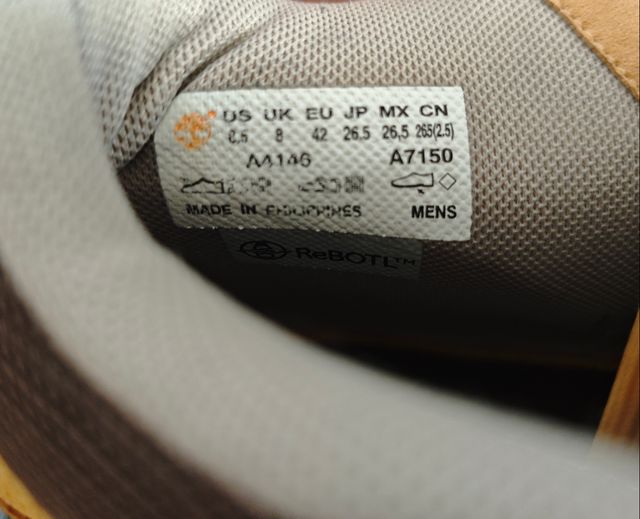 US UK EU JP MX CN
8.5 8 42 26.5 26.5 265(2.5)
A7150
MADE IN PHILIPPINES MENS
ReBOTL™